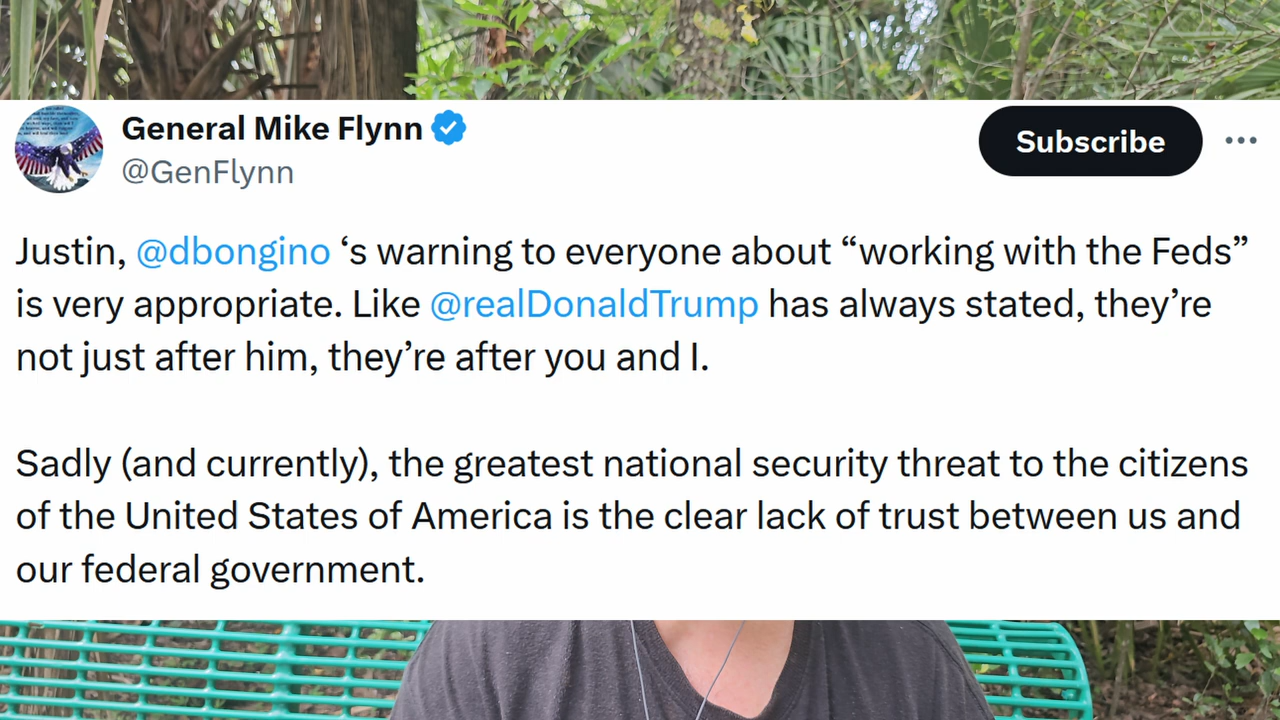 General Mike Flynn
@GenFlynn
Subscribe
Justin, @dbongino ‘s warning to everyone about “working with the Feds”
is very appropriate. Like @realDonaldTrump has always stated, they’re
not just after him, they’re after you and I.
Sadly (and currently), the greatest national security threat to the citizens
of the United States of America is the clear lack of trust between us and
our federal government.